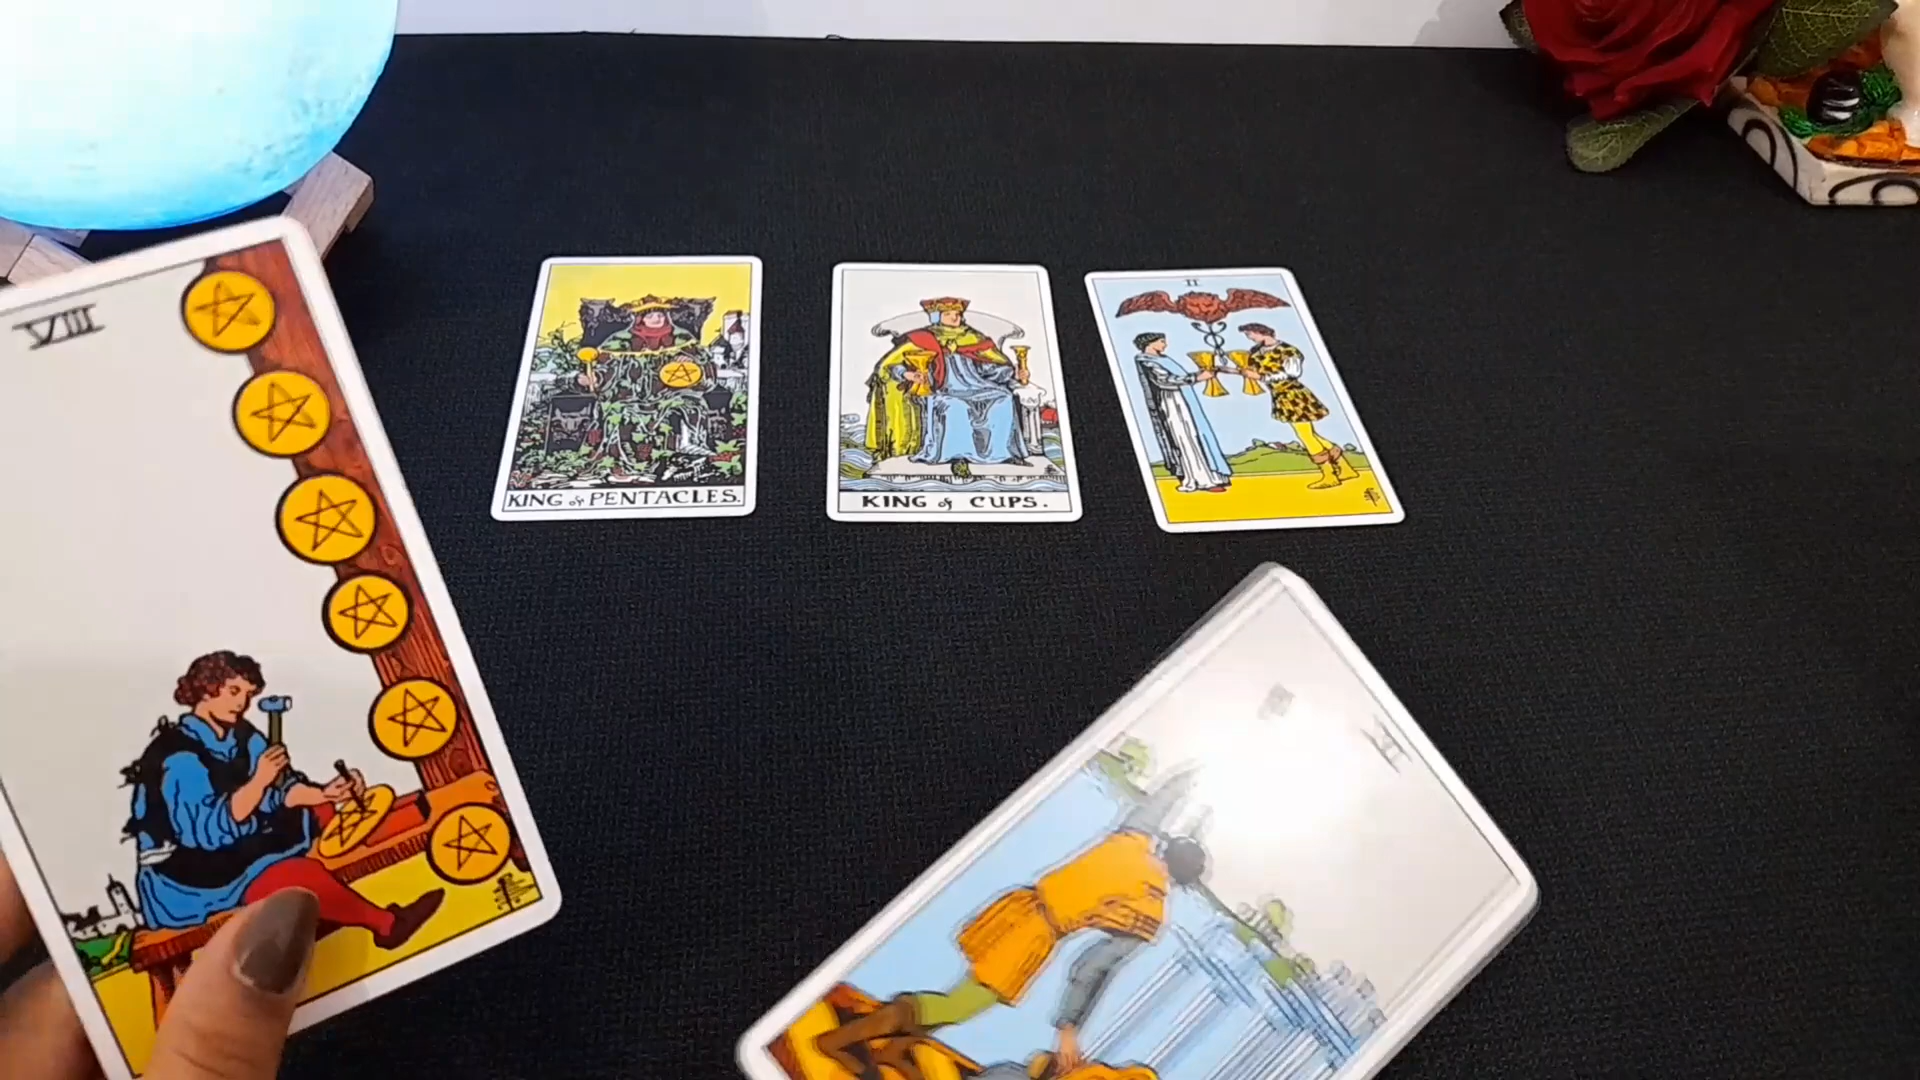 VIII
KING of PENTACLES.
KING of CUPS.
II